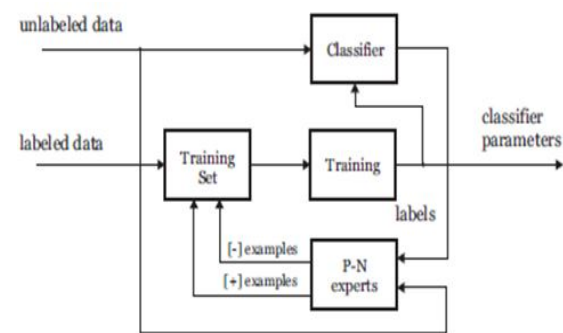 unlabeled data
Classifier
classifier
parameters
labeled data
Training
Set
Training
labels
[-] examples
[+] examples
P-N
experts